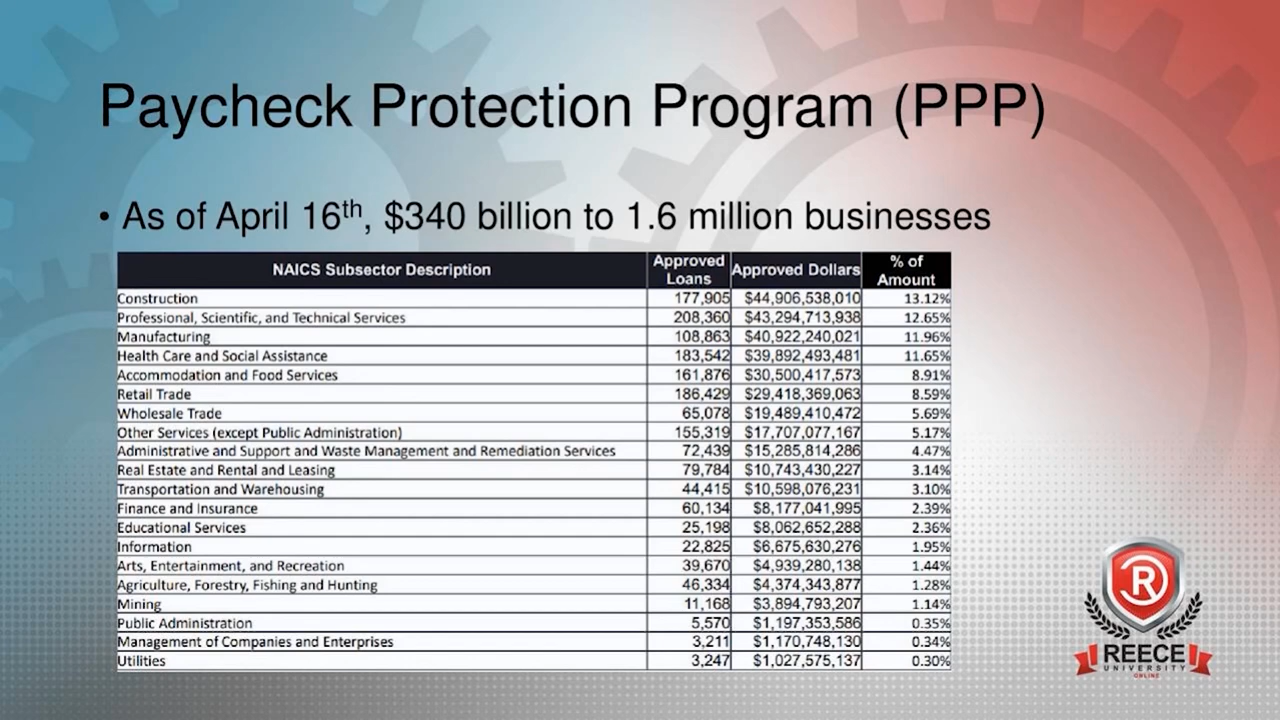 Paycheck Protection Program (PPP)
• As of April 16th, $340 billion to 1.6 million businesses
NAICS Subsector Description Approved Loans Approved Dollars % of Amount
Construction 177,905 $44,906,538,010 13.12%
Professional, Scientific, and Technical Services 208,360 $43,294,713,938 12.65%
Manufacturing 108,863 $40,922,240,021 11.96%
Health Care and Social Assistance 183,542 $39,892,493,481 11.65%
Accommodation and Food Services 161,876 $30,500,417,573 8.91%
Retail Trade 186,429 $29,418,369,063 8.59%
Wholesale Trade 65,078 $19,489,410,472 5.69%
Other Services (except Public Administration) 155,319 $17,707,077,167 5.17%
Administrative and Support and Waste Management and Remediation Services 72,439 $15,285,814,286 4.47%
Real Estate and Rental and Leasing 79,784 $10,743,430,227 3.14%
Transportation and Warehousing 44,415 $10,598,076,231 3.10%
Finance and Insurance 60,134 $8,177,041,995 2.39%
Educational Services 25,198 $8,062,652,288 2.36%
Information 22,825 $6,675,630,276 1.95%
Arts, Entertainment, and Recreation 39,670 $4,939,280,138 1.44%
Agriculture, Forestry, Fishing and Hunting 46,334 $4,374,343,877 1.28%
Mining 11,168 $3,894,793,207 1.14%
Public Administration 5,570 $1,197,353,586 0.35%
Management of Companies and Enterprises 3,211 $1,170,748,130 0.34%
Utilities 3,247 $1,027,575,137 0.30%
R
REECE
UNIVERSITY
ONLINE